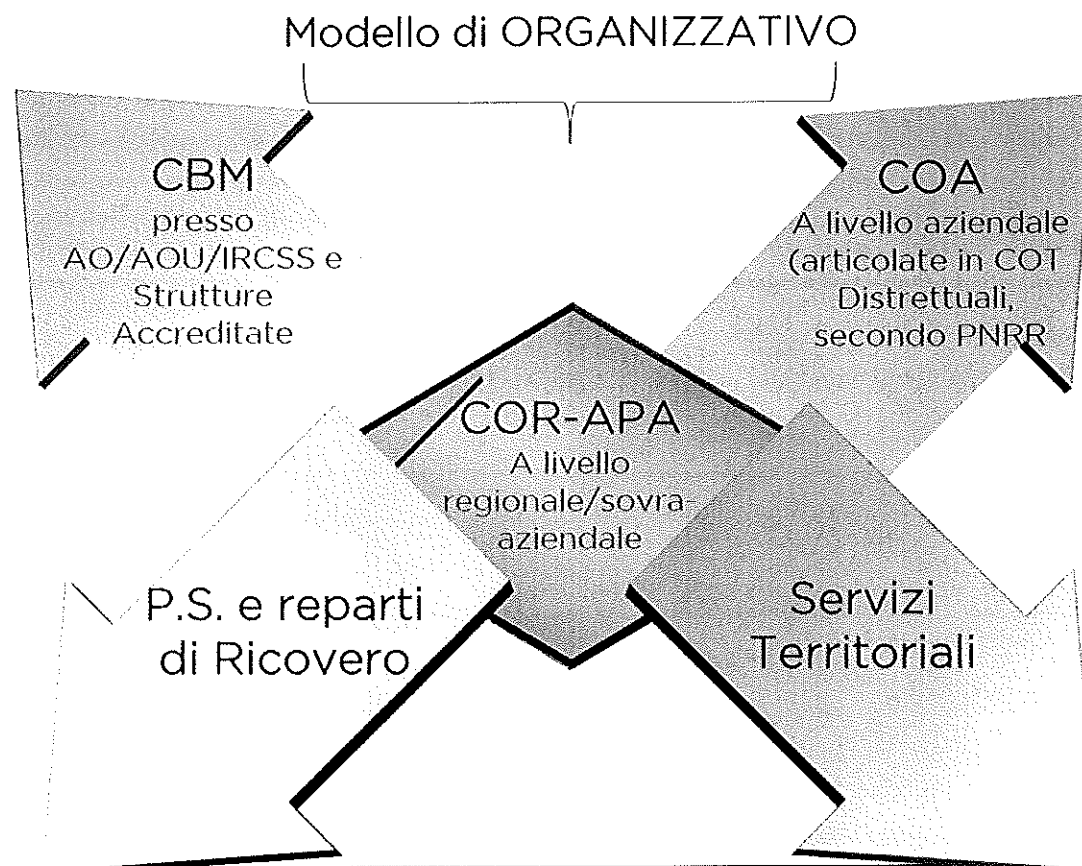 Modello di ORGANIZZATIVO
CBM
presso
AO/AOU/IRCSS e
Strutture
Accreditate
COA
A livello aziendale
(articolate in COT
Distrettuali,
secondo PNRR
COR-APA
A livello
regionale/sovra-
aziendale
P.S. e reparti
di Ricovero
Servizi
Territoriali